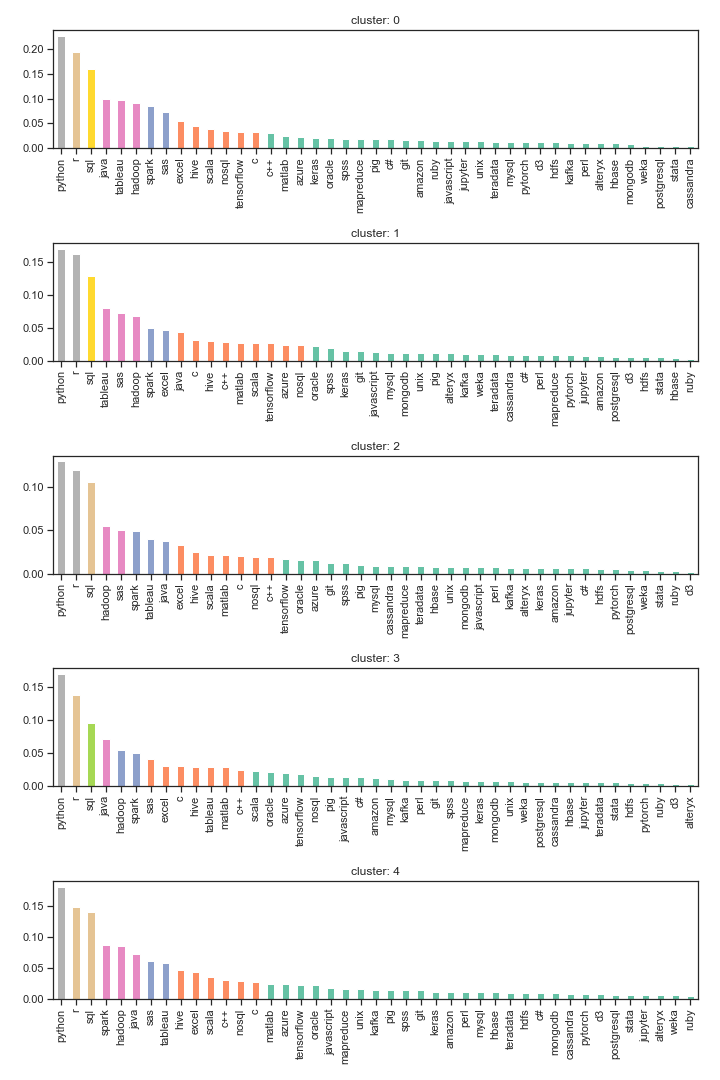 cluster: 0
0.20
0.15
0.10
0.05
0.00
python r sql java tableau hadoop spark sas excel hive scala nosql tensorflow c c++ matlab azure keras oracle spss mapreduce pig c# git amazon ruby javascript jupyter unix teradata mysql pytorch d3 hdfs kafka perl alteryx hbase mongodb weka postgresql stata cassandra
cluster: 1
0.15
0.10
0.05
0.00
python r sql tableau sas hadoop spark excel java c hive c++ matlab scala tensorflow azure nosql oracle spss keras git javascript mysql mongodb unix pig alteryx kafka weka teradata cassandra c# perl mapreduce pytorch jupyter amazon postgresql d3 hdfs stata hbase ruby
cluster: 2
0.10
0.05
0.00
python r sql hadoop sas spark tableau java excel hive scala matlab c nosql c++ tensorflow oracle azure git spss pig mysql cassandra mapreduce teradata hbase unix mongodb javascript perl kafka alteryx keras amazon jupyter c# hdfs pytorch postgresql weka stata ruby d3
cluster: 3
0.15
0.10
0.05
0.00
python r sql java hadoop spark sas excel c hive tableau matlab c++ scala oracle azure tensorflow nosql pig javascript c# amazon mysql kafka perl git spss mapreduce keras mongodb unix weka postgresql cassandra hbase jupyter teradata stata hdfs pytorch ruby d3 alteryx
cluster: 4
0.15
0.10
0.05
0.00
python r sql spark hadoop java sas tableau hive excel scala c++ nosql c matlab azure tensorflow oracle javascript mapreduce unix kafka pig spss git keras amazon perl mysql hbase teradata hdfs c# mongodb cassandra pytorch d3 postgresql stata jupyter alteryx weka ruby